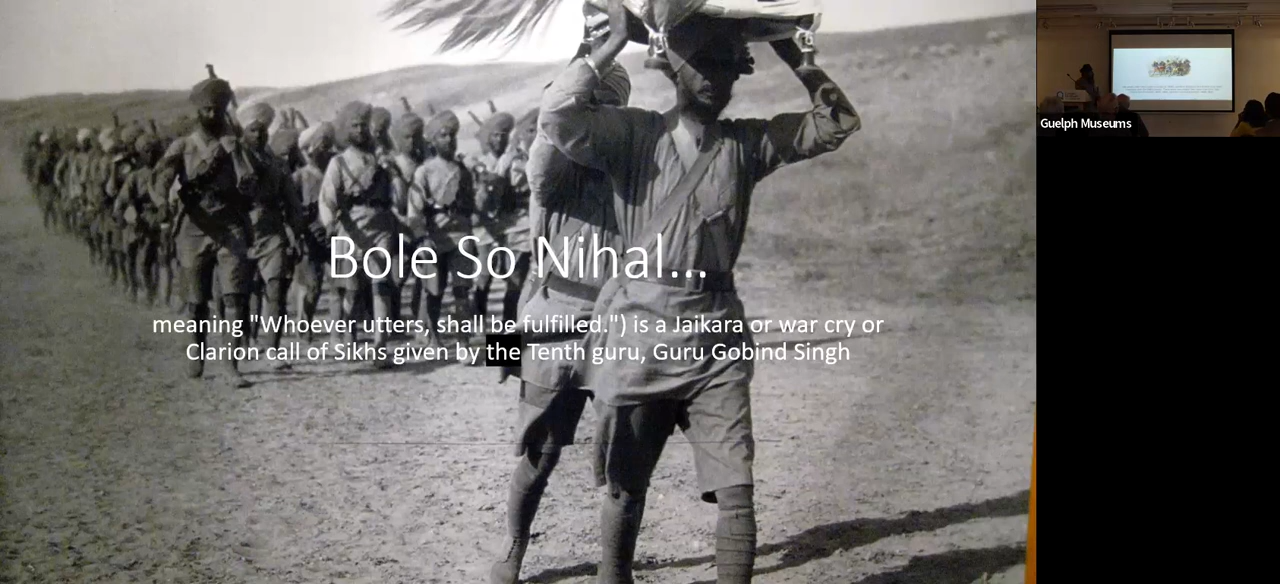 Bole So Nihal...
meaning "Whoever utters, shall be fulfilled.") is a Jaikara or war cry or
Clarion call of Sikhs given by the Tenth guru, Guru Gobind Singh
Guelph Museums